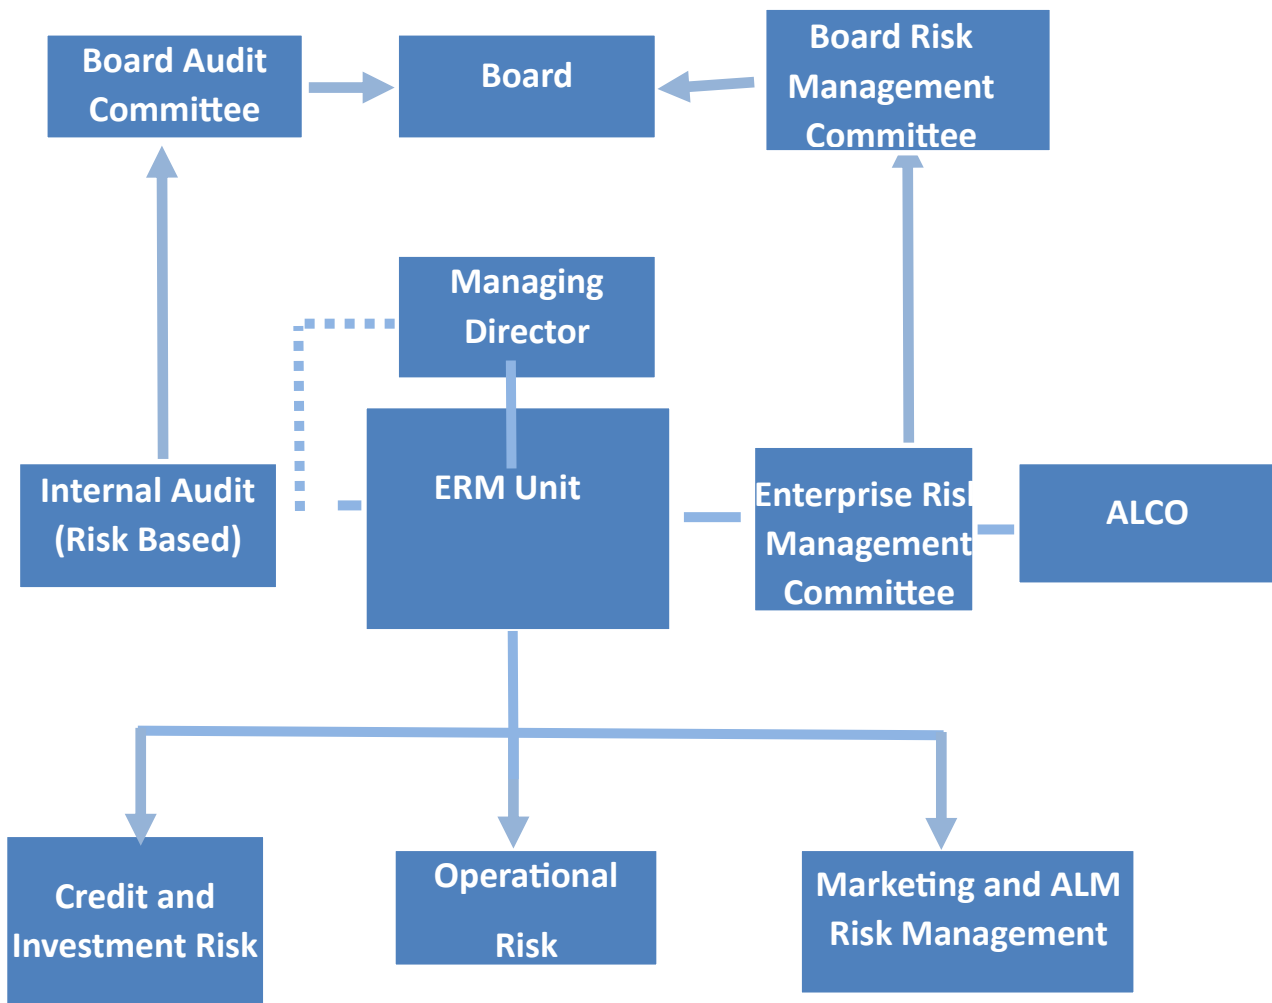 Board Audit
Committee
Board
Board Risk
Management
Committee
Managing
Director
Internal Audit
(Risk Based)
ERM Unit
Enterprise Risk
Management
Committee
ALCO
Credit and
Investment Risk
Operational
Risk
Marketing and ALM
Risk Management